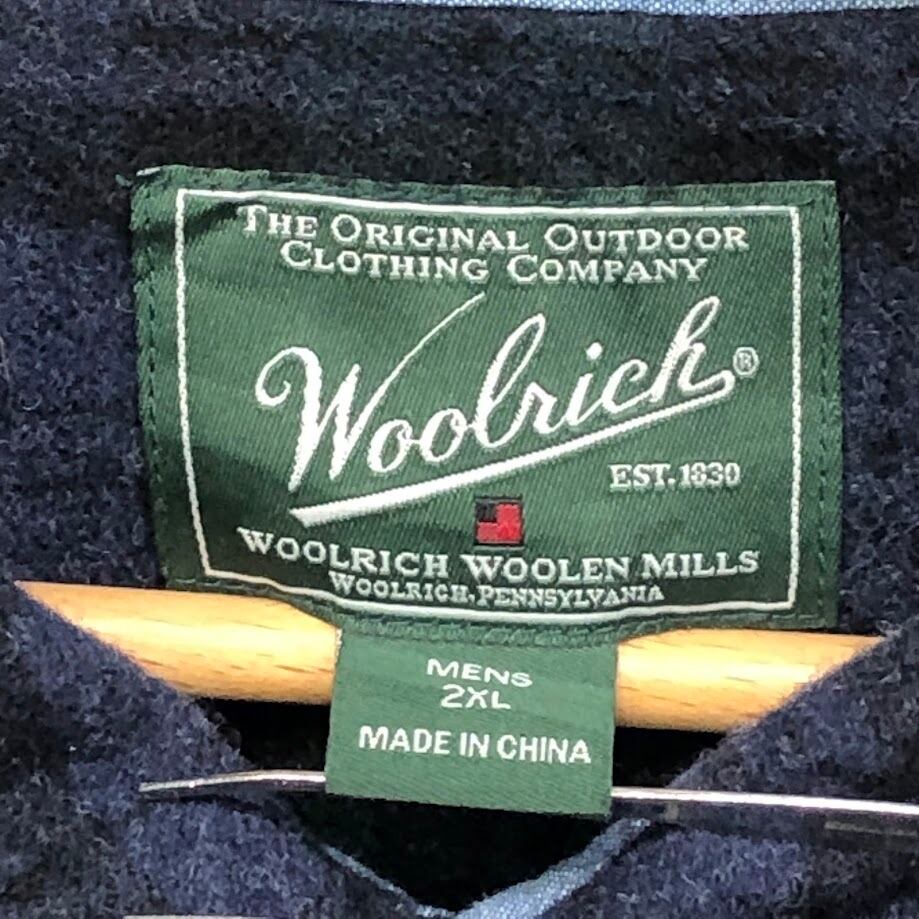 THE ORIGINAL OUTDOOR
CLOTHING COMPANY
Woolrich®
EST. 1830
WOOLRICH WOOLEN MILLS
WOOLRICH, PENNSYLVANIA
MENS
2XL
MADE IN CHINA